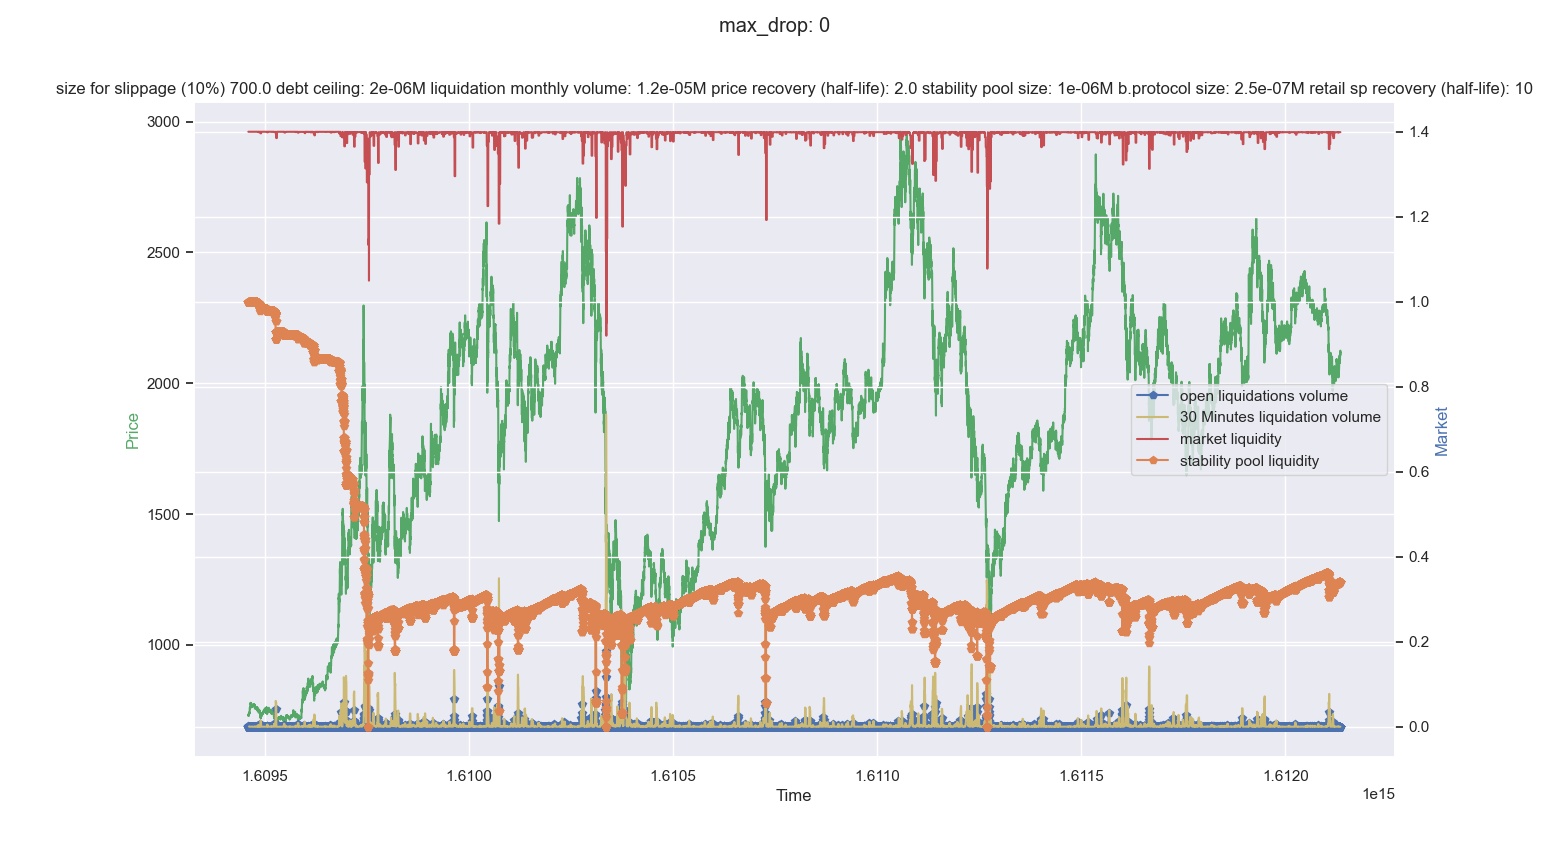 max_drop: 0
size for slippage (10%) 700.0 debt ceiling: 2e-06M liquidation monthly volume: 1.2e-05M price recovery (half-life): 2.0 stability pool size: 1e-06M b.protocol size: 2.5e-07M retail sp recovery (half-life): 10
3000
2500
2000
1500
1000
Price
1.4
1.2
1.0
0.8
0.6
0.4
0.2
0.0
Market
open liquidations volume
30 Minutes liquidation volume
market liquidity
stability pool liquidity
1.6095
1.6100
1.6105
1.6110
1.6115
1.6120
Time
1e15